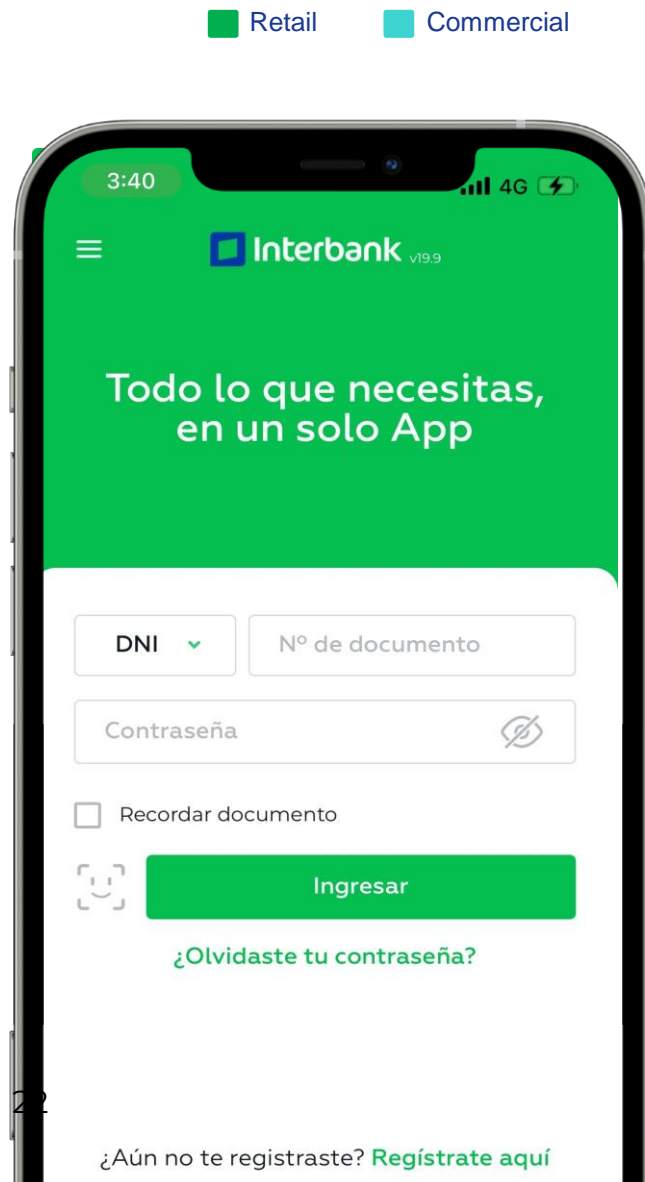 Retail Commercial
3:40 4G
Interbank v19.9
Todo lo que necesitas,
en un solo App
DNI Nº de documento
Contraseña
Recordar documento
Ingresar
¿Olvidaste tu contraseña?
22
¿Aún no te registraste? Regístrate aquí